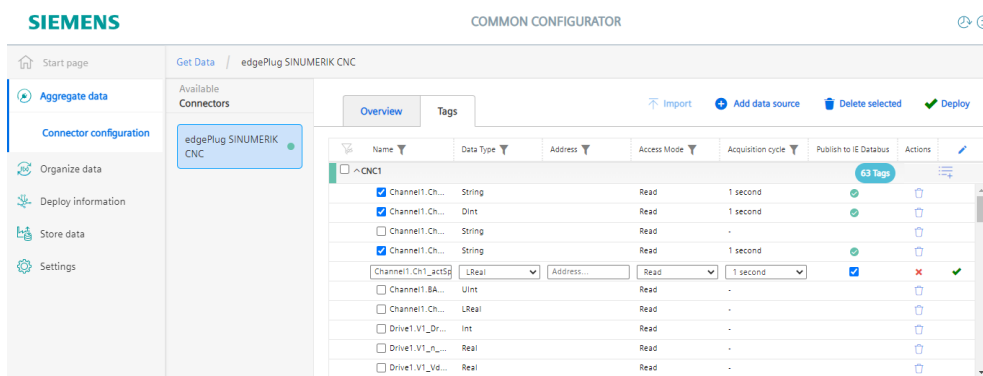 SIEMENS
COMMON CONFIGURATOR
Start page
Aggregate data
Connector configuration
Organize data
Deploy information
Store data
Settings
Get Data / edgePlug SINUMERIK CNC
Available
Connectors
edgePlug SINUMERIK
CNC
Overview Tags
Import Add data source Delete selected Deploy
Name Data Type Address Access Mode Acquisition cycle Publish to IE Databus Actions
CNC1 63 Tags
Channel1.Ch... String Read 1 second
Channel1.Ch... DInt Read 1 second
Channel1.Ch... String Read -
Channel1.Ch... String Read 1 second
Channel1.Ch1_actSp LReal Address... Read 1 second
Channel1.BA... UInt Read -
Channel1.Ch... LReal Read -
Drive1.V1_Dr... Int Read -
Drive1.V1_n_... Real Read -
Drive1.V1_Vd... Real Read -